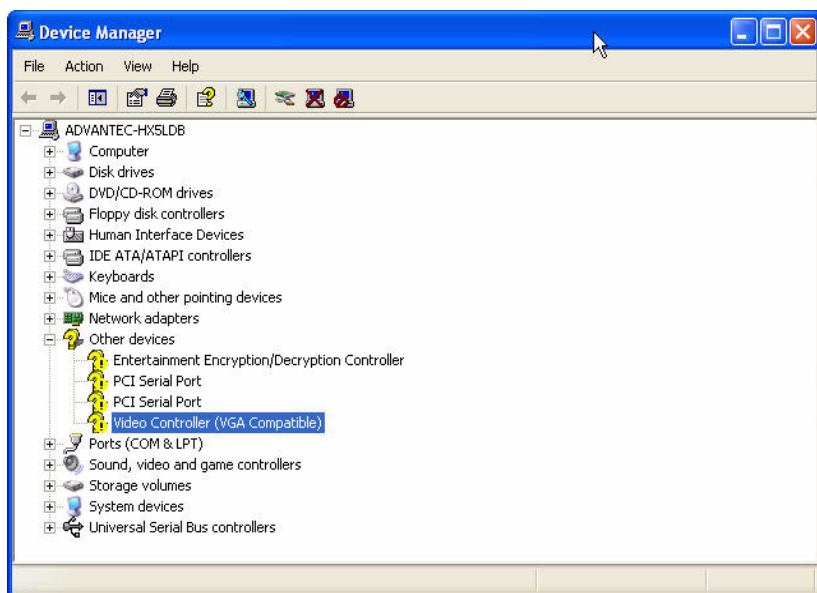 Device Manager
File Action View Help
ADVANTEC-HX5LDB
Computer
Disk drives
DVD/CD-ROM drives
Floppy disk controllers
Human Interface Devices
IDE ATA/ATAPI controllers
Keyboards
Mice and other pointing devices
Network adapters
Other devices
Entertainment Encryption/Decryption Controller
PCI Serial Port
PCI Serial Port
Video Controller (VGA Compatible)
Ports (COM & LPT)
Sound, video and game controllers
Storage volumes
System devices
Universal Serial Bus controllers